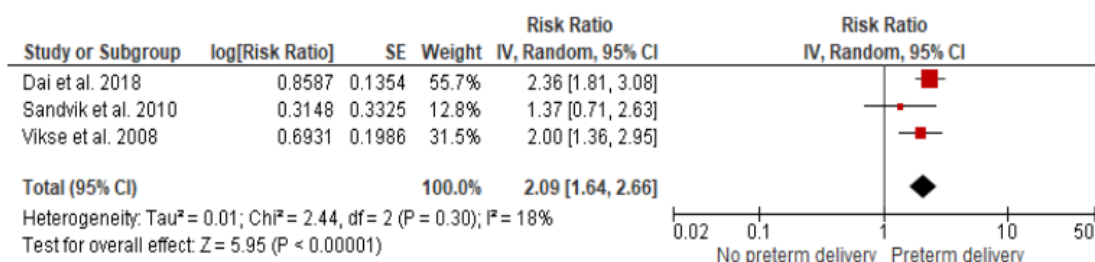 Risk Ratio Risk Ratio
Study or Subgroup log[Risk Ratio] SE Weight IV, Random, 95% CI IV, Random, 95% CI
Dai et al. 2018 0.8587 0.1354 55.7% 2.36 [1.81, 3.08]
Sandvik et al. 2010 0.3148 0.3325 12.8% 1.37 [0.71, 2.63]
Vikse et al. 2008 0.6931 0.1986 31.5% 2.00 [1.36, 2.95]
Total (95% CI) 100.0% 2.09 [1.64, 2.66]
Heterogeneity: Tau² = 0.01; Chi² = 2.44, df = 2 (P = 0.30); I² = 18%
Test for overall effect: Z = 5.95 (P < 0.00001)
0.02 0.1 1 10 50
No preterm delivery Preterm delivery